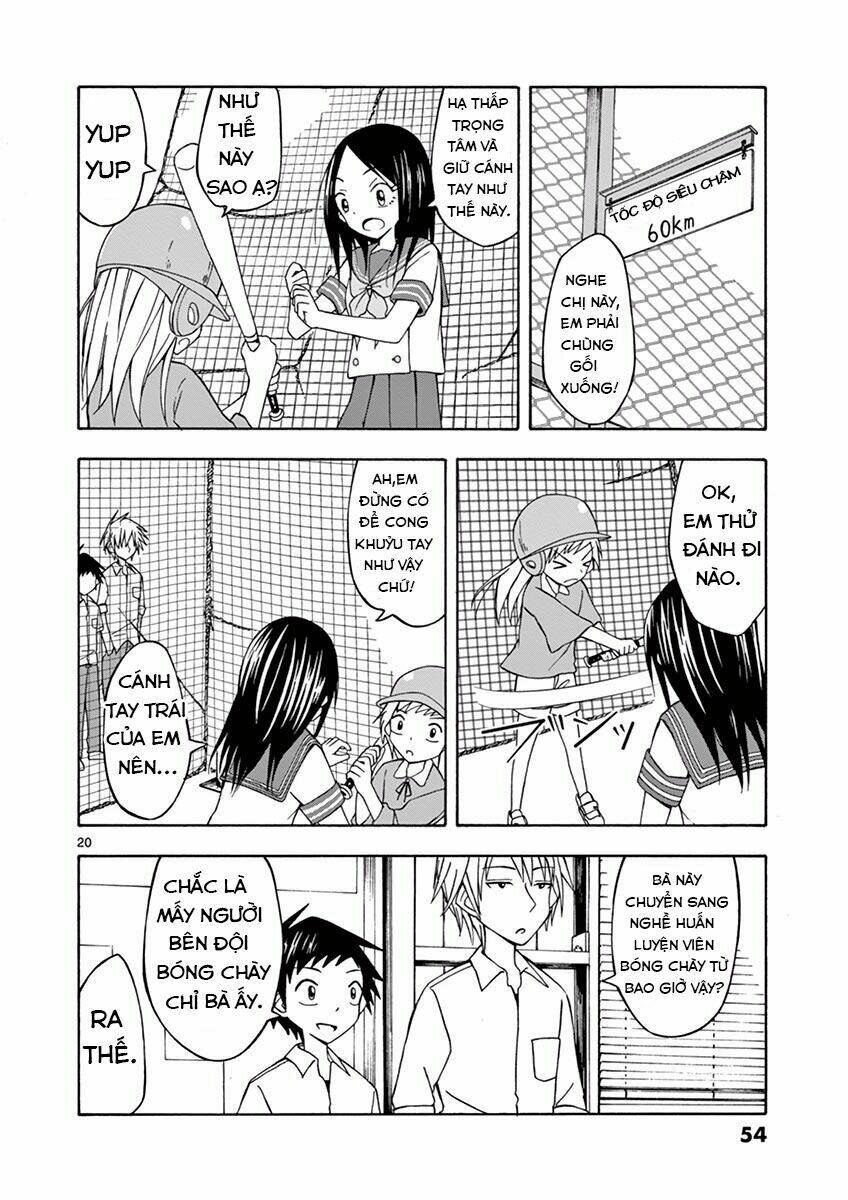 TỐC ĐỘ SIÊU CHẬM
60km
NGHE
CHỊ NÀY,
EM PHẢI
CHÙNG
GỐI
XUỐNG!
HẠ THẤP
TRỌNG
TÂM VÀ
GIỮ CÁNH
TAY NHƯ
THẾ NÀY.
NHƯ
THẾ
NÀY
SAO Ạ?
YUP
YUP
OK,
EM THỬ
ĐÁNH ĐI
NÀO.
AH,EM
ĐỪNG CÓ
ĐỂ CONG
KHUỶU TAY
NHƯ VẬY
CHỨ!
CÁNH
TAY TRÁI
CỦA EM
NÊN...
20
BÀ NÀY
CHUYỂN SANG
NGHỀ HUẤN
LUYỆN VIÊN
BÓNG CHÀY TỪ
BAO GIỜ VẬY?
CHẮC LÀ
MẤY NGƯỜI
BÊN ĐỘI
BÓNG CHÀY
CHỈ BÀ ẤY.
RA
THẾ.
54